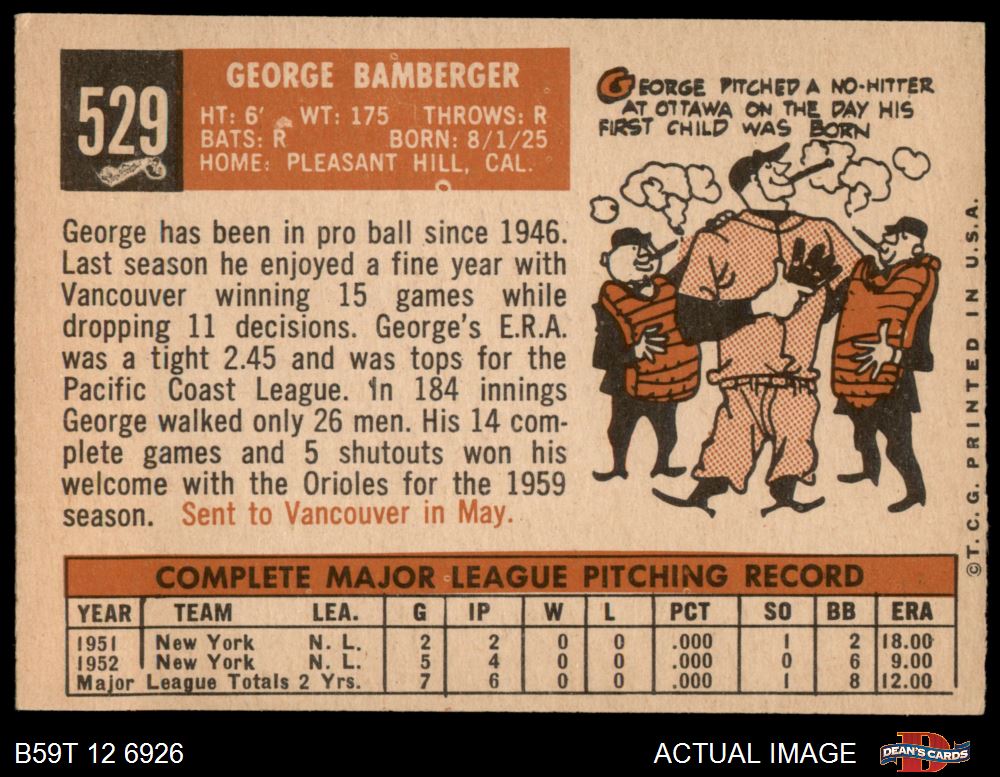 529
GEORGE BAMBERGER
HT: 6' WT: 175 THROWS: R
BATS: R BORN: 8/1/25
HOME: PLEASANT HILL, CAL.
GEORGE PITCHED A NO-HITTER
AT OTTAWA ON THE DAY HIS
FIRST CHILD WAS BORN
George has been in pro ball since 1946.
Last season he enjoyed a fine year with
Vancouver winning 15 games while
dropping 11 decisions. George's E.R.A.
was a tight 2.45 and was tops for the
Pacific Coast League. In 184 innings
George walked only 26 men. His 14 com-
plete games and 5 shutouts won his
welcome with the Orioles for the 1959
season. Sent to Vancouver in May.
©T.C.G. PRINTED IN U.S.A.
COMPLETE MAJOR LEAGUE PITCHING RECORD
YEAR TEAM LEA. G IP W L PCT SO BB ERA
1951 New York N. L. 2 2 0 0 .000 1 2 18.00
1952 New York N. L. 5 4 0 0 .000 0 6 9.00
Major League Totals 2 Yrs. 7 6 0 0 .000 1 8 12.00
B59T 12 6926 ACTUAL IMAGE DEAN'S CARDS